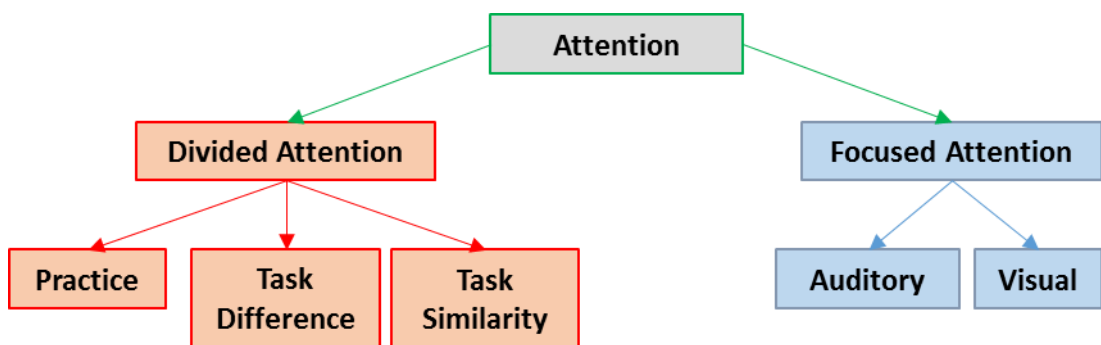 Attention
Divided Attention
Focused Attention
Practice
Task
Difference
Task
Similarity
Auditory
Visual